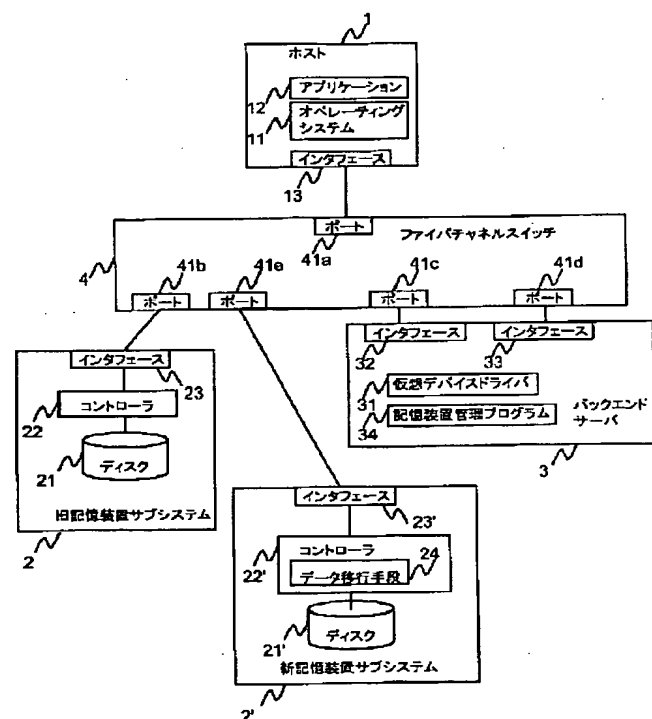 1
ホスト
12
アプリケーション
11
オペレーティング
システム
インタフェース
13
ポート
41a
ファイバチャネルスイッチ
4
41b
41e
41c
41d
ポート
ポート
ポート
ポート
インタフェース
23
22
コントローラ
21
ディスク
旧記憶装置サブシステム
2
インタフェース
32
インタフェース
33
仮想デバイスドライバ
31
記憶装置管理プログラム
34
バックエンド
サーバ
3
インタフェース
23'
コントローラ
24
データ移行手段
22'
ディスク
21'
新記憶装置サブシステム
2'